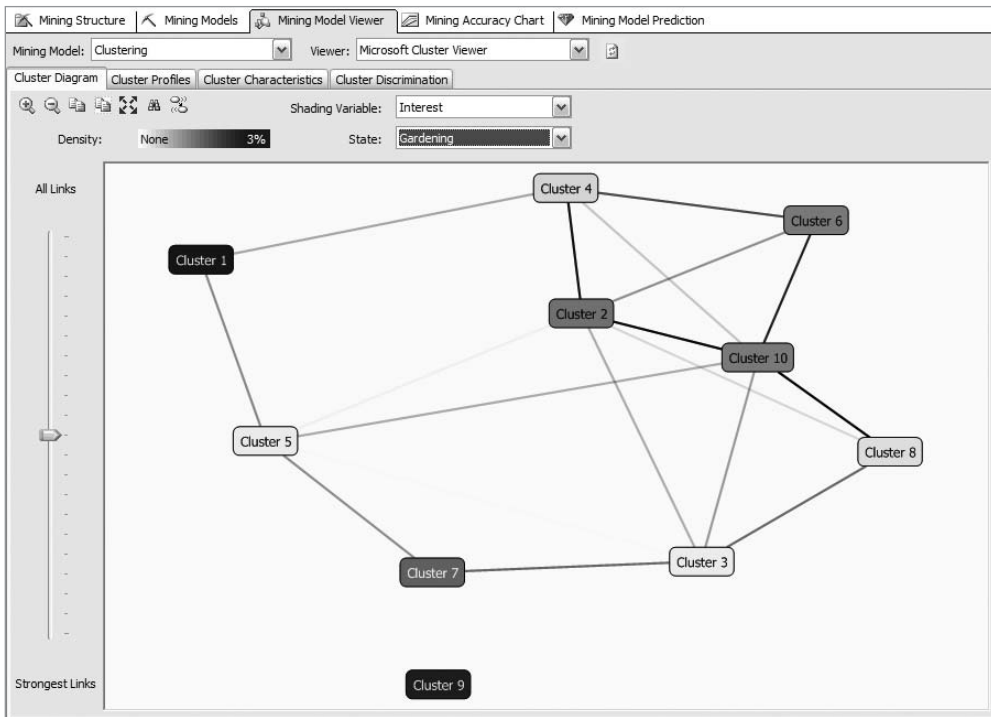 Mining Structure Mining Models Mining Model Viewer Mining Accuracy Chart Mining Model Prediction
Mining Model: Clustering Viewer: Microsoft Cluster Viewer
Cluster Diagram Cluster Profiles Cluster Characteristics Cluster Discrimination
Shading Variable: Interest
Density: None 3% State: Gardening
All Links
Cluster 4
Cluster 6
Cluster 1
Cluster 2
Cluster 10
Cluster 5
Cluster 8
Cluster 3
Cluster 7
Strongest Links
Cluster 9